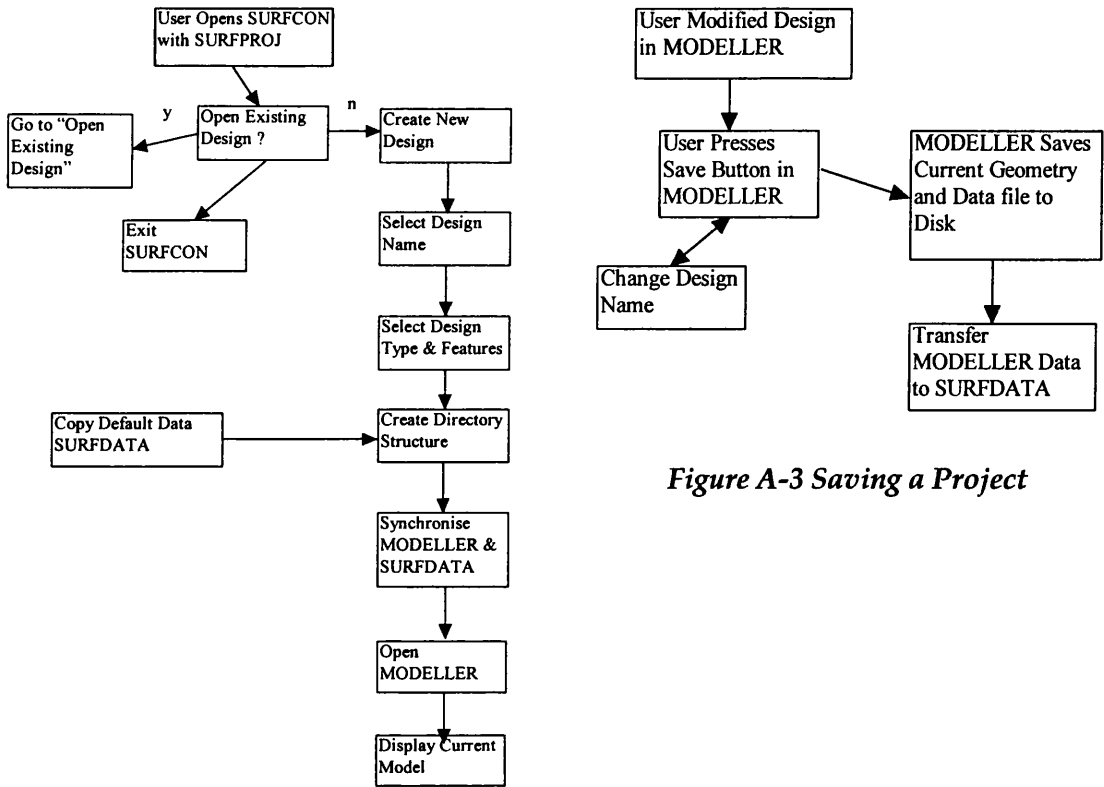 User Opens SURFCON
with SURFPROJ
y
Open Existing
Design ?
n
Go to "Open
Existing
Design"
Create New
Design
Exit
SURFCON
Select Design
Name
Select Design
Type & Features
Copy Default Data
SURFDATA
Create Directory
Structure
Synchronise
MODELLER &
SURFDATA
Open
MODELLER
Display Current
Model
User Modified Design
in MODELLER
User Presses
Save Button in
MODELLER
MODELLER Saves
Current Geometry
and Data file to
Disk
Change Design
Name
Transfer
MODELLER Data
to SURFDATA
Figure A-3 Saving a Project